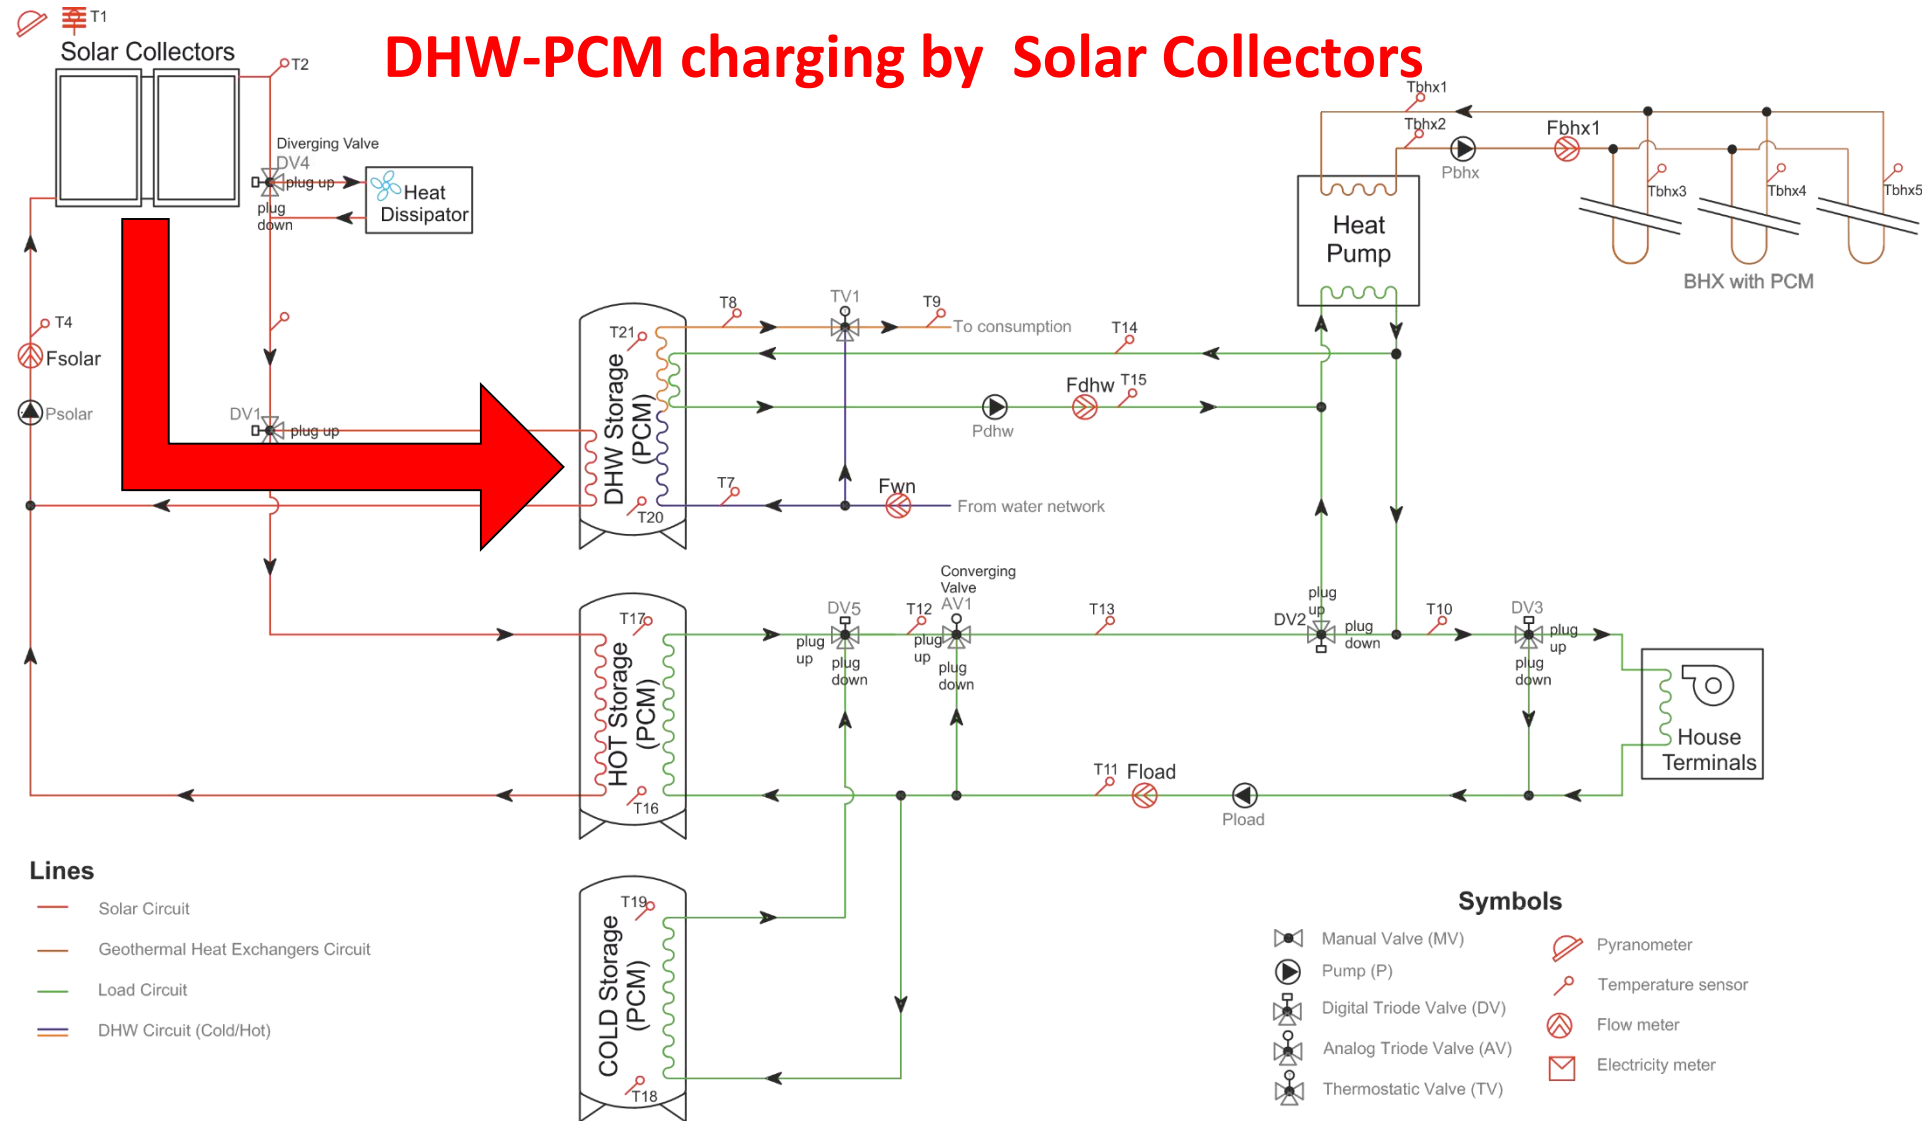 DHW-PCM charging by  Solar Collectors
T1
Solar Collectors
T2
Diverging Valve
DV4
plug up
plug
down
Heat
Dissipator
T4
Fsolar
Psolar
DV1
plug up
Tbhx1
Tbhx2
Pbhx
Fbhx1
Tbhx3
Tbhx4
Tbhx5
BHX with PCM
Heat
Pump
T21
DHW Storage
(PCM)
T20
T8
TV1
T9
To consumption
T14
Fdhw
T15
Pdhw
T7
Fwn
From water network
T17
HOT Storage
(PCM)
T16
DV5
plug
up
plug
down
T12
Converging
Valve
AV1
plug
up
plug
down
T13
DV2
plug
up
plug
down
T10
DV3
plug
up
plug
down
House
Terminals
T11
Fload
Pload
T19
COLD Storage
(PCM)
T18
Lines
Solar Circuit
Geothermal Heat Exchangers Circuit
Load Circuit
DHW Circuit (Cold/Hot)
Symbols
Manual Valve (MV)
Pump (P)
Digital Triode Valve (DV)
Analog Triode Valve (AV)
Thermostatic Valve (TV)
Pyranometer
Temperature sensor
Flow meter
Electricity meter